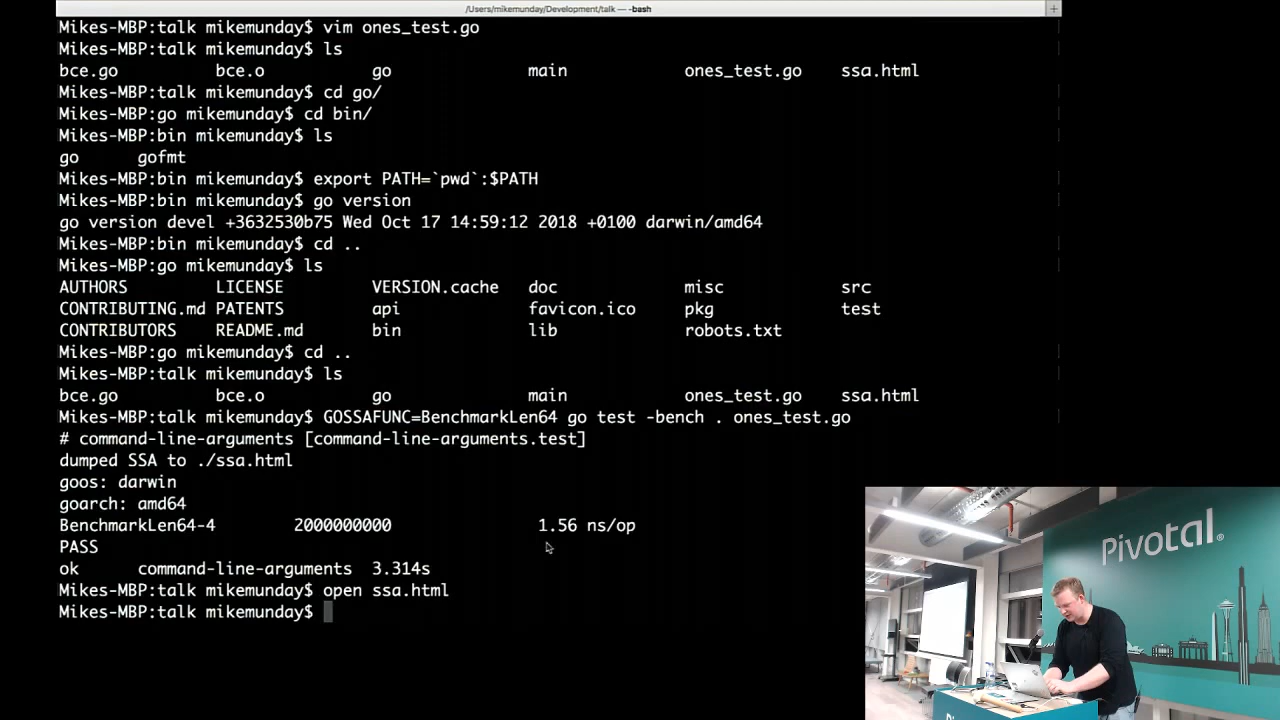 /Users/mikemunday/Development/talk — -bash
+
Mikes-MBP:talk mikemunday$ vim ones_test.go
Mikes-MBP:talk mikemunday$ ls
bce.go bce.o go main ones_test.go ssa.html
Mikes-MBP:talk mikemunday$ cd go/
Mikes-MBP:go mikemunday$ cd bin/
Mikes-MBP:bin mikemunday$ ls
go gofmt
Mikes-MBP:bin mikemunday$ export PATH=`pwd`:$PATH
Mikes-MBP:bin mikemunday$ go version
go version devel +3632530b75 Wed Oct 17 14:59:12 2018 +0100 darwin/amd64
Mikes-MBP:bin mikemunday$ cd ..
Mikes-MBP:go mikemunday$ ls
AUTHORS LICENSE VERSION.cache doc misc src
CONTRIBUTING.md PATENTS api favicon.ico pkg test
CONTRIBUTORS README.md bin lib robots.txt
Mikes-MBP:go mikemunday$ cd ..
Mikes-MBP:talk mikemunday$ ls
bce.go bce.o go main ones_test.go ssa.html
Mikes-MBP:talk mikemunday$ GOSSAFUNC=BenchmarkLen64 go test -bench . ones_test.go
# command-line-arguments [command-line-arguments.test]
dumped SSA to ./ssa.html
goos: darwin
goarch: amd64
BenchmarkLen64-4 2000000000 1.56 ns/op
PASS
ok command-line-arguments 3.314s
Mikes-MBP:talk mikemunday$ open ssa.html
Mikes-MBP:talk mikemunday$
Pivotal.